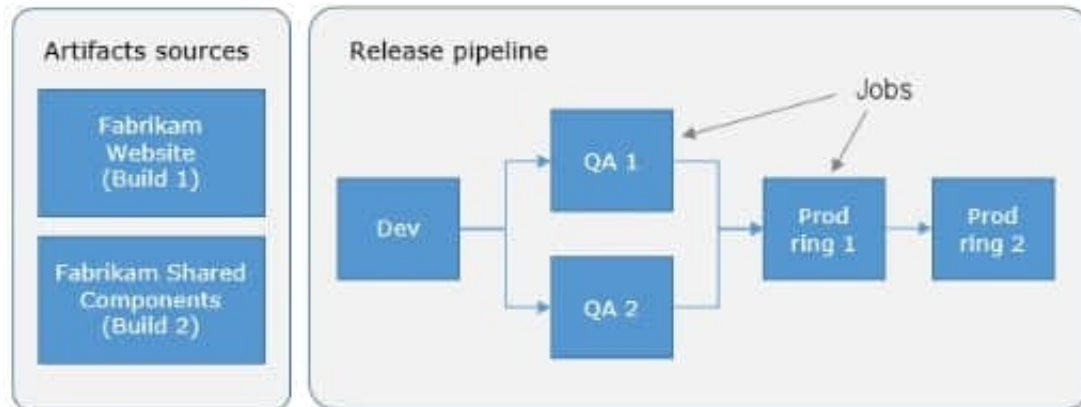 Artifacts sources
Fabrikam
Website
(Build 1)
Fabrikam Shared
Components
(Build 2)
Release pipeline
Jobs
Dev
QA 1
QA 2
Prod
ring 1
Prod
ring 2